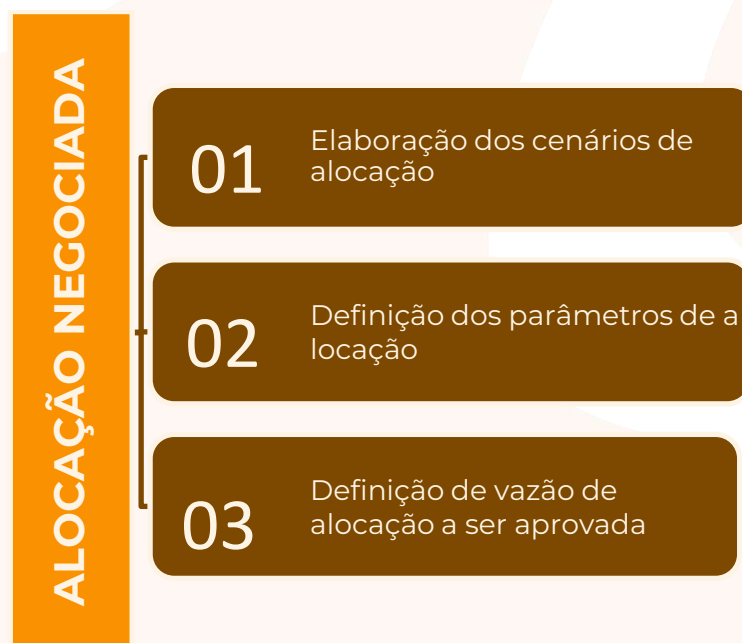 ALOCAÇÃO NEGOCIADA
01
Elaboração dos cenários de
alocação
02
Definição dos parâmetros de a
locação
03
Definição de vazão de
alocação a ser aprovada